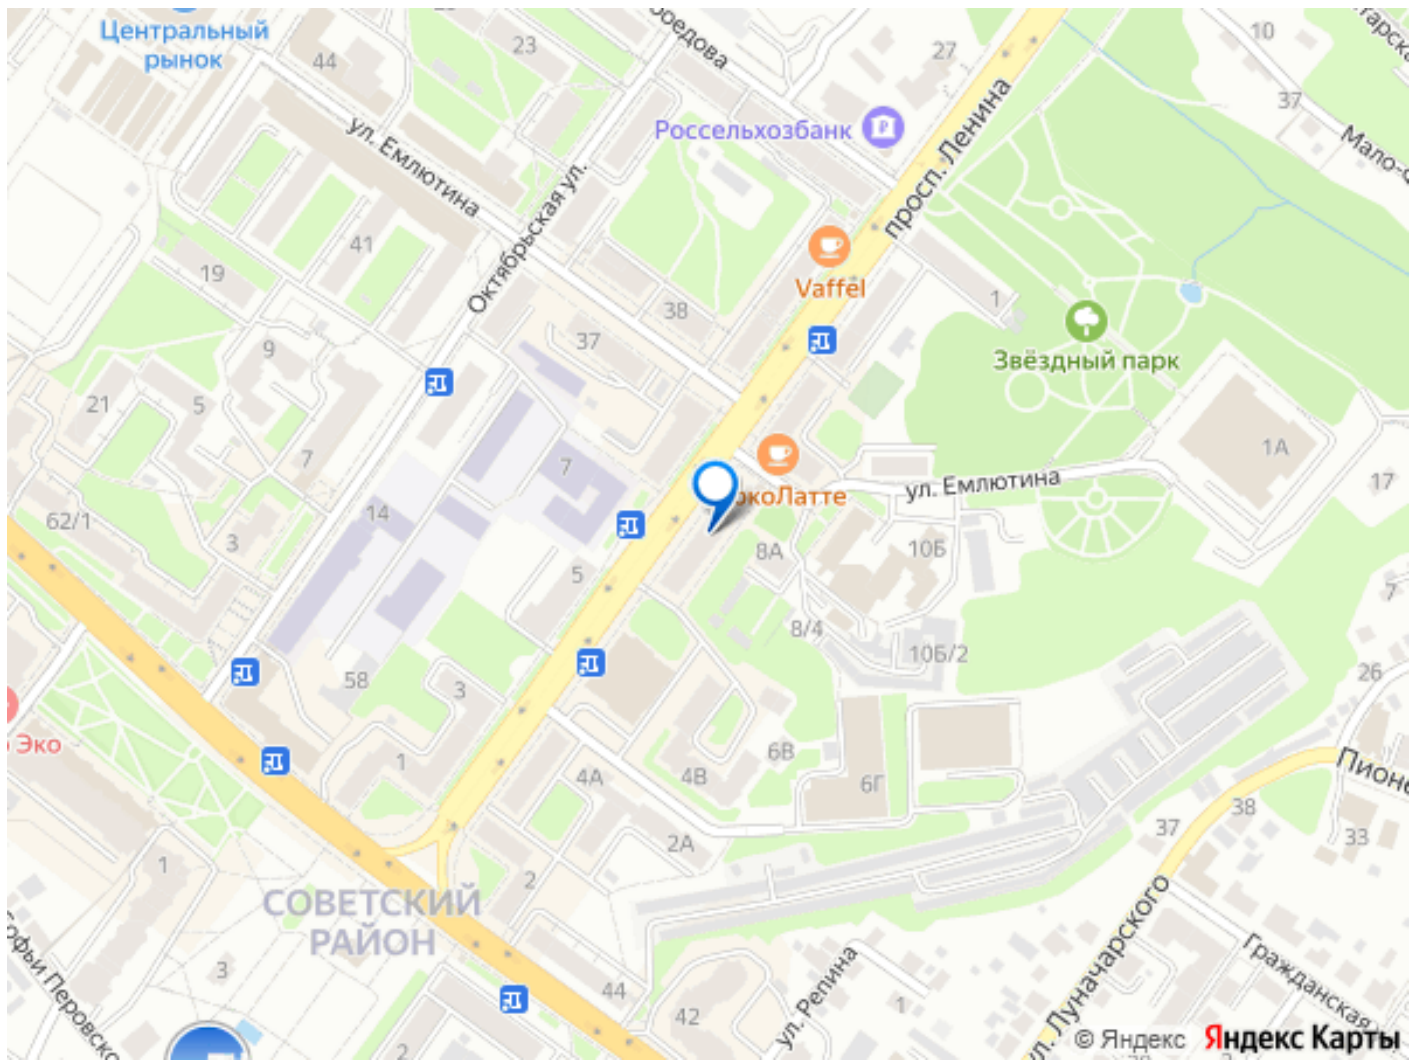 Центральный
рынок
44
23
27
10
37
Россельхозбанк
просп. Ленина
ул. Емлютина
Октябрьская ул.
41
19
Vaffel
38
1
Звёздный парк
37
9
21
5
7
7
1А
17
ул. Емлютина
14
62/1
3
8А
10Б
5
7
8/4
10Б/2
58
3
26
Эко
1
6В
4А
4В
6Г
38
37
33
2А
1
2
СОВЕТСКИЙ
РАЙОН
3
44
42
ул. Репина
1
2
Гражданская
Луначарского
© Яндекс
Яндекс Карты